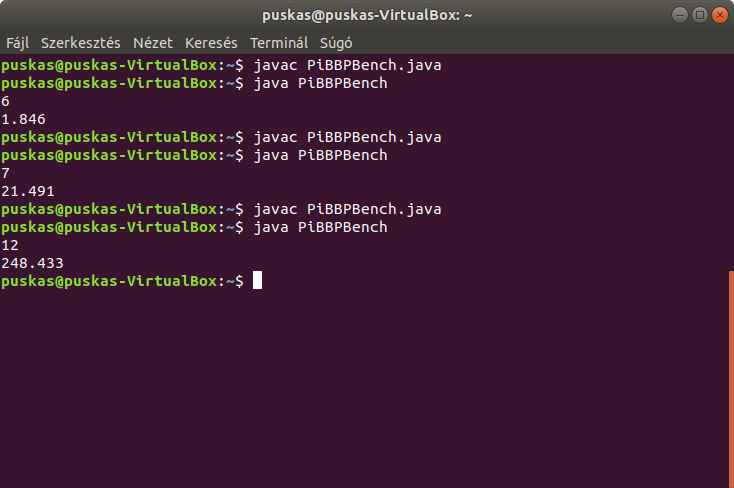 puskas@puskas-VirtualBox: ~
Fájl Szerkesztés Nézet Keresés Terminál Súgó
puskas@puskas-VirtualBox:~$ javac PiBBPBench.java
puskas@puskas-VirtualBox:~$ java PiBBPBench
6
1.846
puskas@puskas-VirtualBox:~$ javac PiBBPBench.java
puskas@puskas-VirtualBox:~$ java PiBBPBench
7
21.491
puskas@puskas-VirtualBox:~$ javac PiBBPBench.java
puskas@puskas-VirtualBox:~$ java PiBBPBench
12
248.433
puskas@puskas-VirtualBox:~$